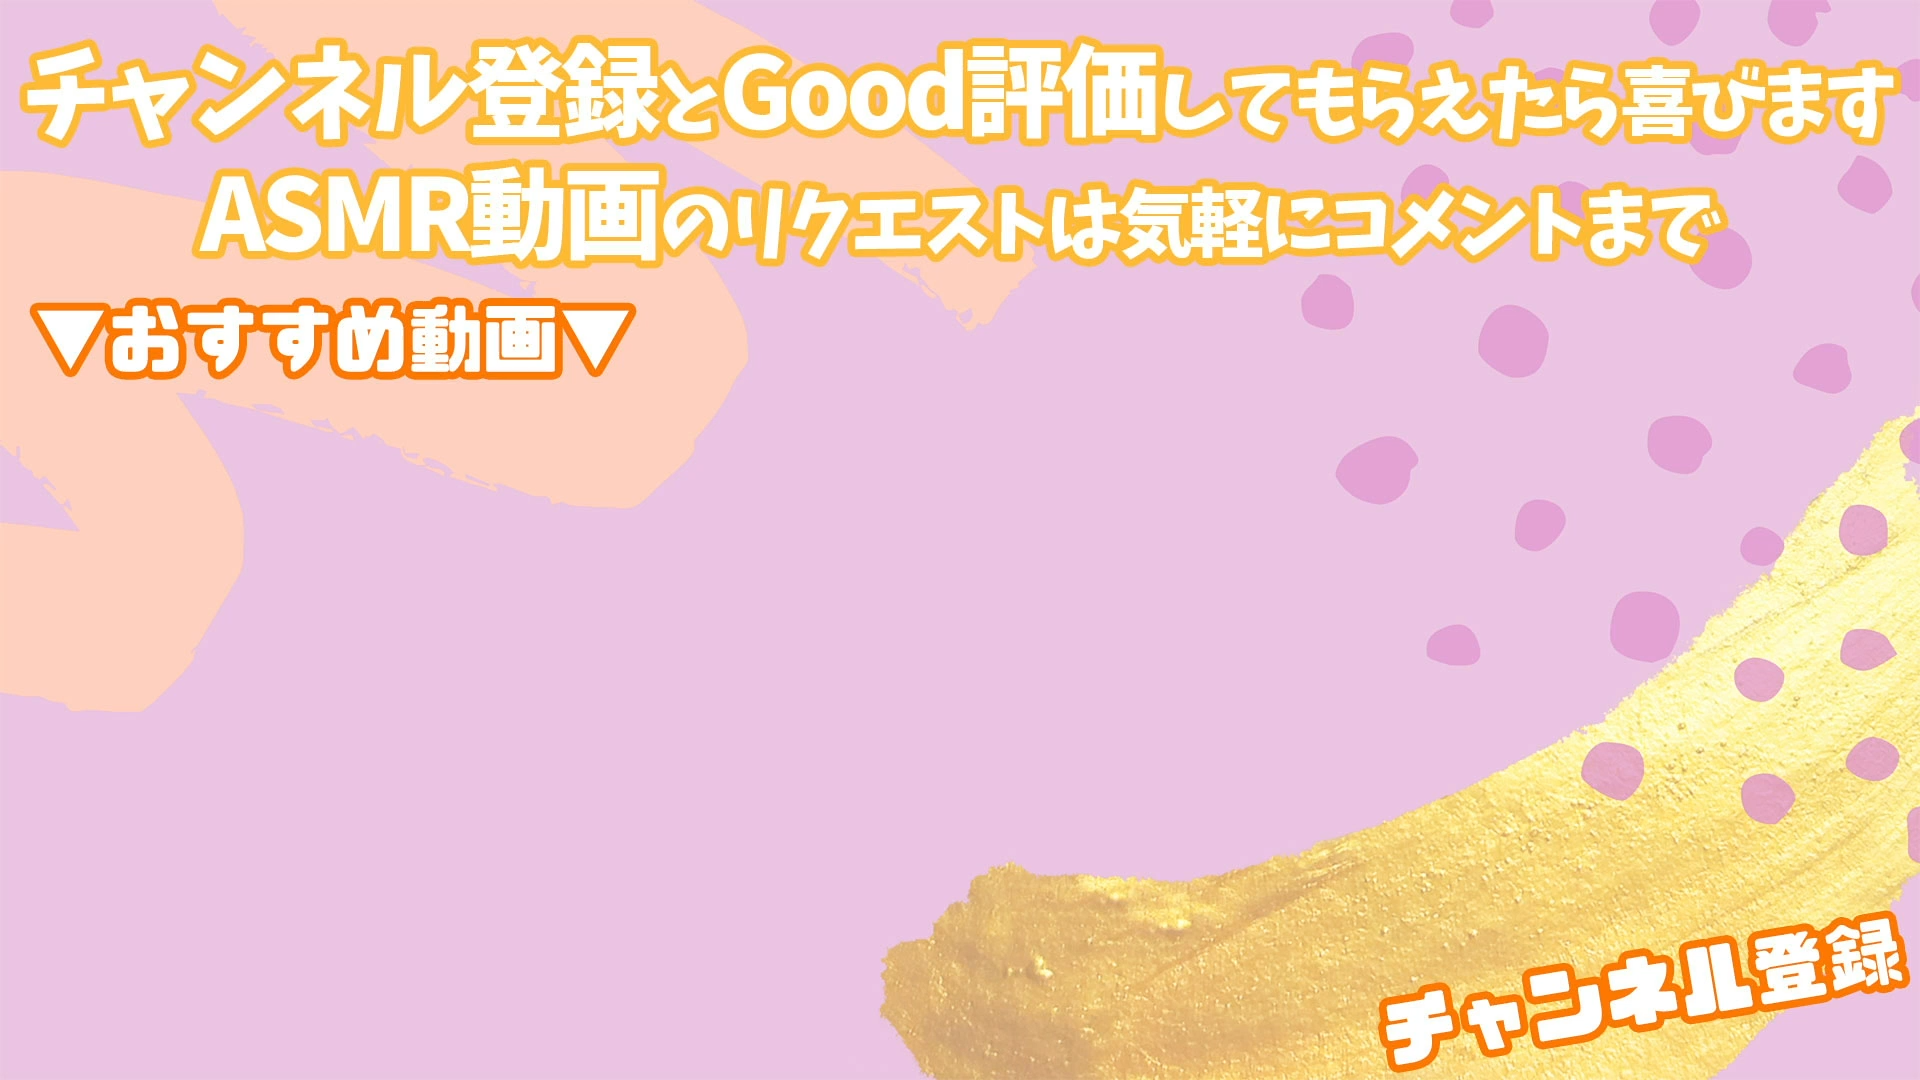 チャンネル登録とGood評価してもらえたら喜びます
ASMR動画のリクエストは気軽にコメントまで
▼おすすめ動画▼
チャンネル登録